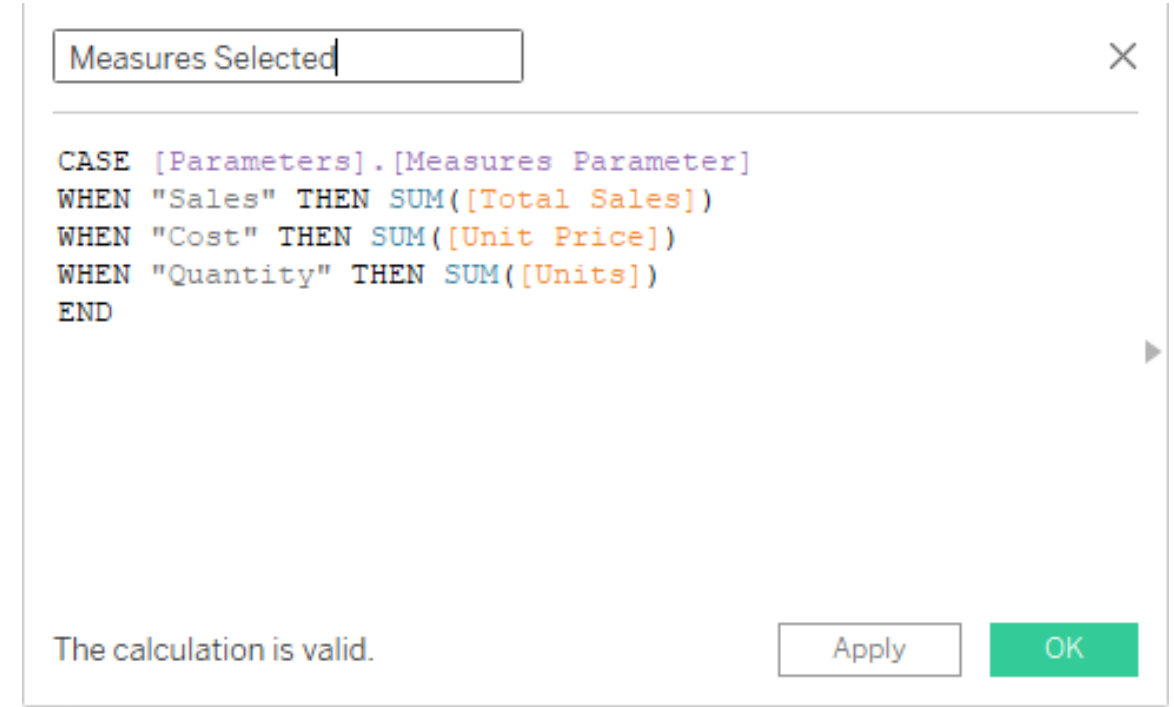 Measures Selected
CASE [Parameters].[Measures Parameter]
WHEN "Sales" THEN SUM([Total Sales])
WHEN "Cost" THEN SUM([Unit Price])
WHEN "Quantity" THEN SUM([Units])
END
The calculation is valid.
Apply
OK